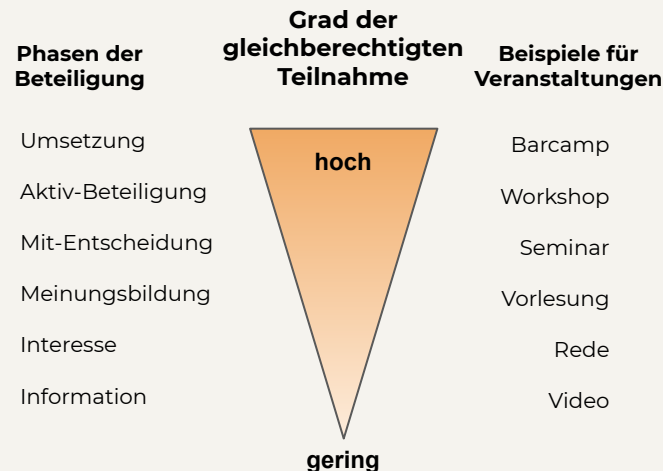 Grad der
gleichberechtigten
Teilnahme
Phasen der
Beteiligung
Beispiele für
Veranstaltungen
Umsetzung
Aktiv-Beteiligung
Mit-Entscheidung
Meinungsbildung
Interesse
Information
hoch
gering
Barcamp
Workshop
Seminar
Vorlesung
Rede
Video